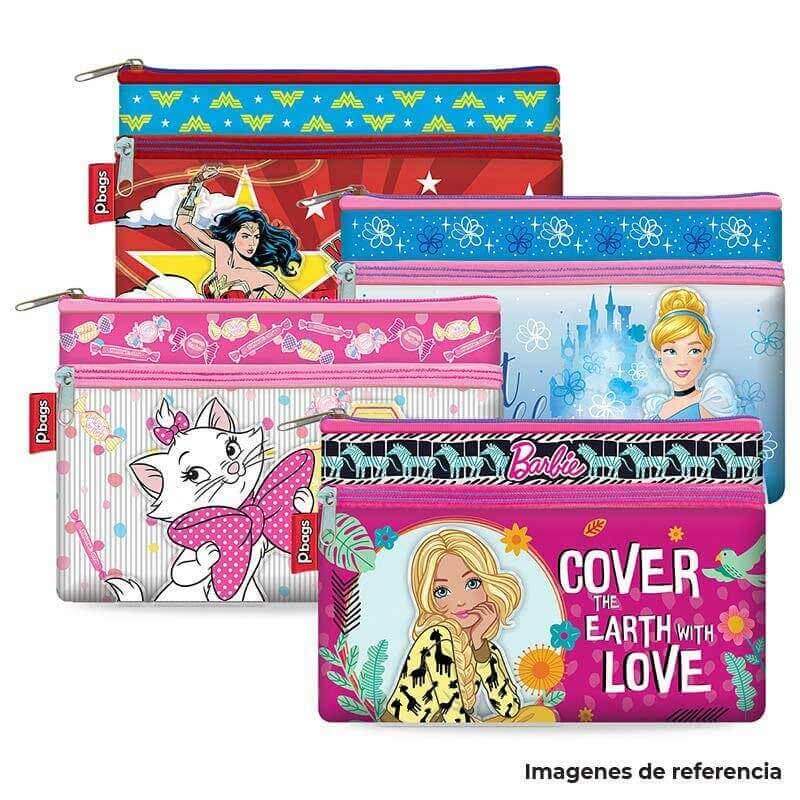 pbags
pbags
Barbie
pbags
COVER
THE
EARTH WITH
LOVE
Imagenes de referencia